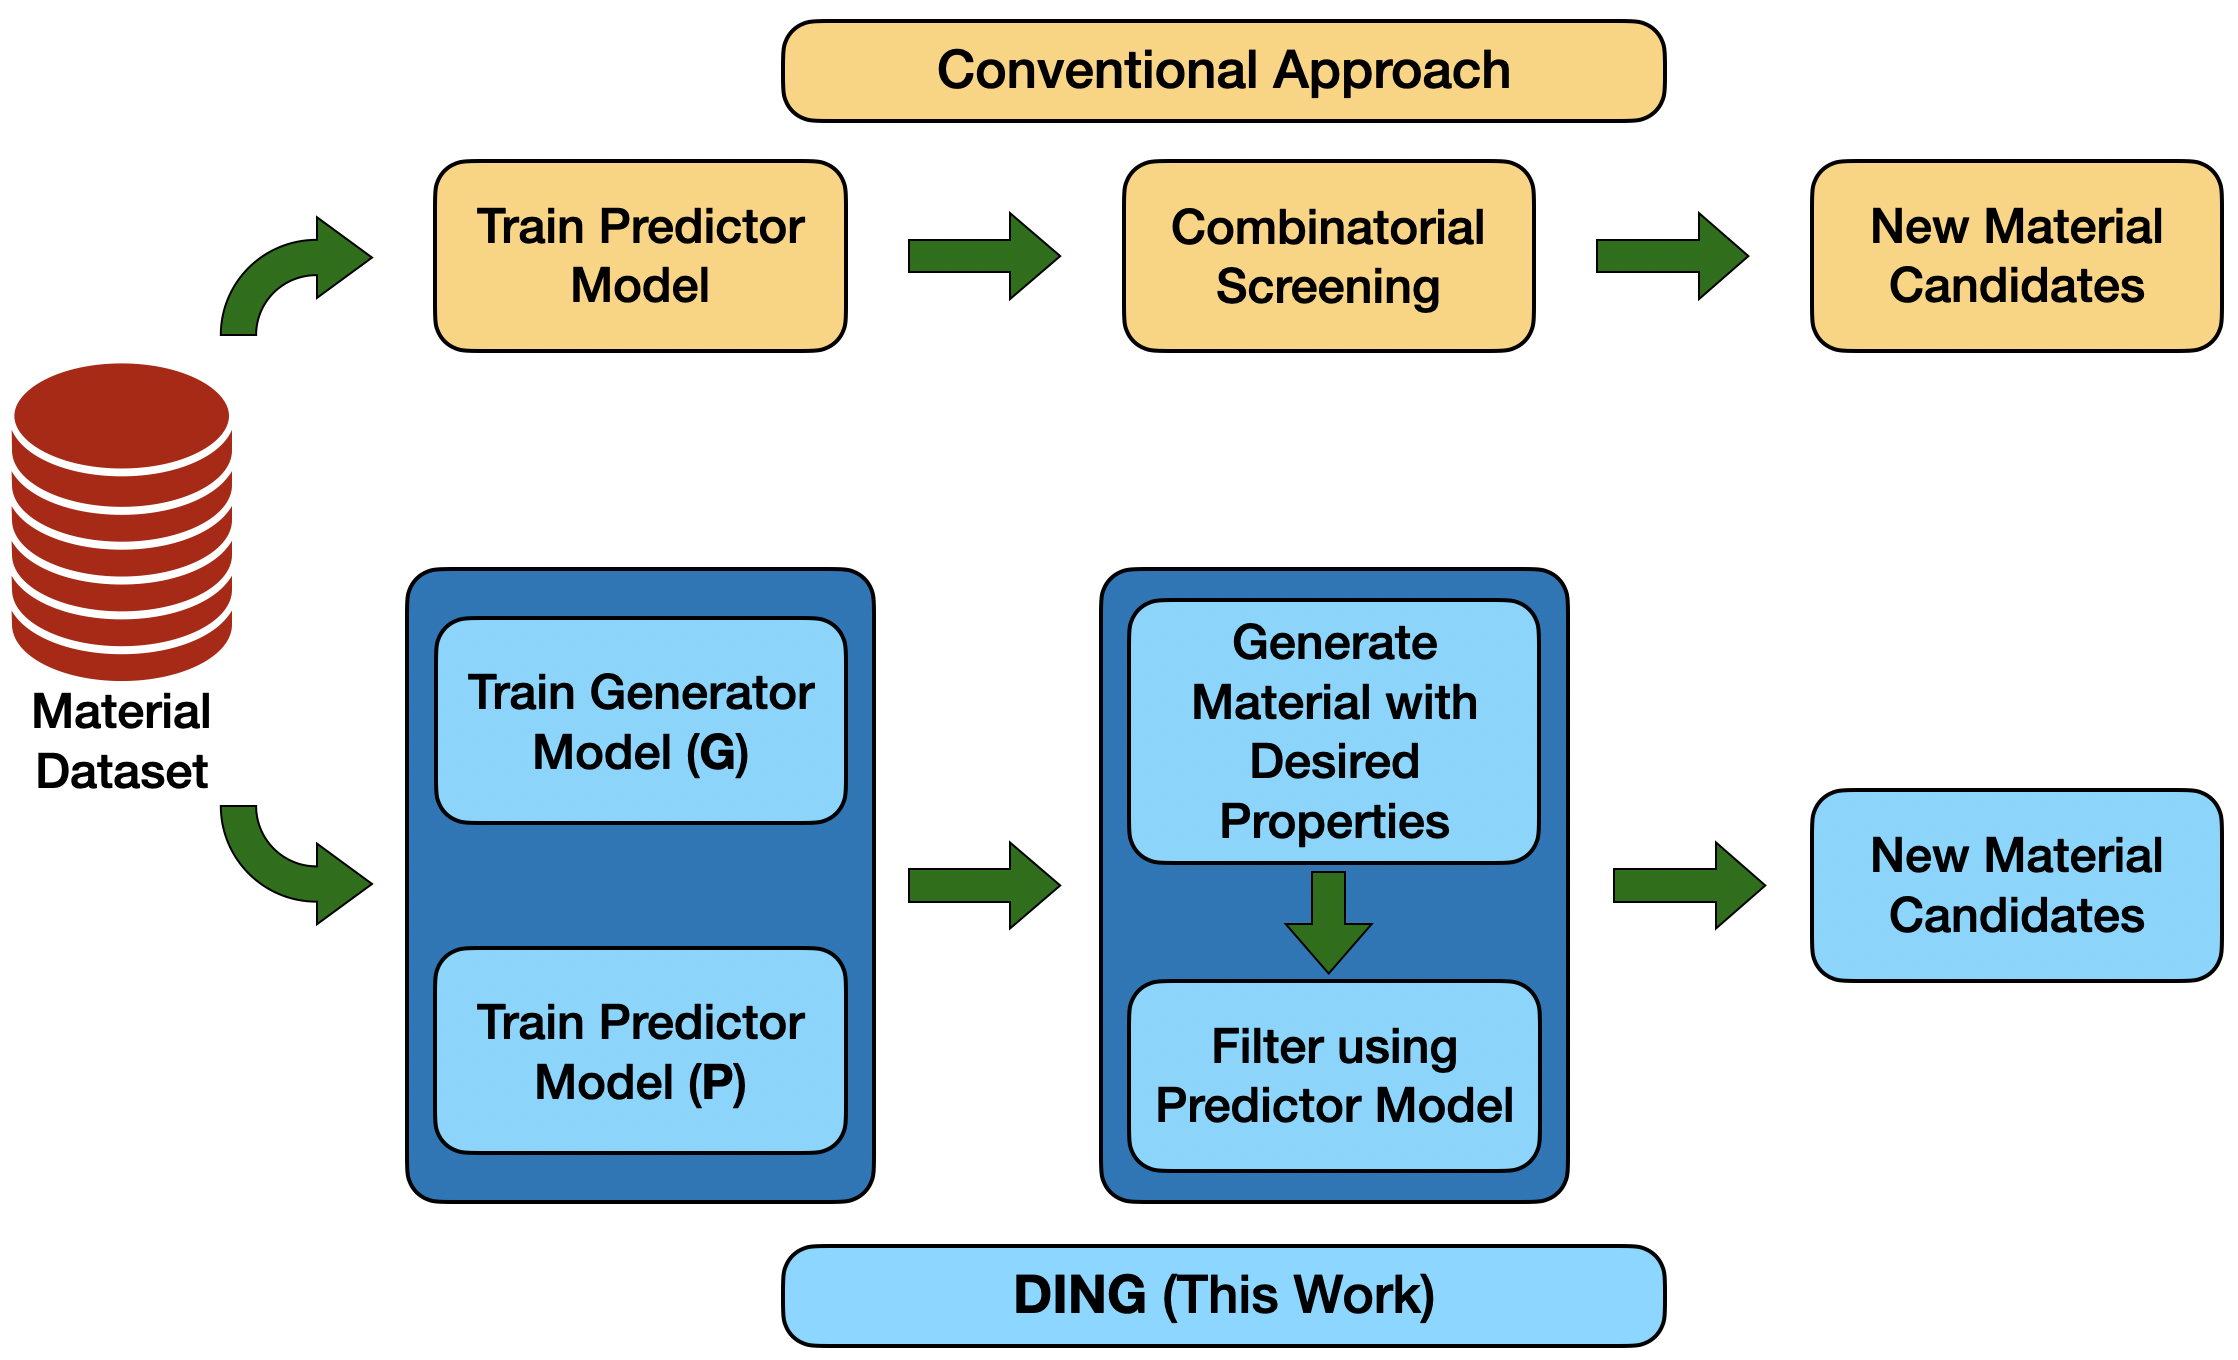 Conventional Approach
Train Predictor
Model
Combinatorial
Screening
New Material
Candidates
Material
Dataset
Train Generator
Model (G)
Train Predictor
Model (P)
Generate
Material with
Desired
Properties
Filter using
Predictor Model
New Material
Candidates
DING (This Work)